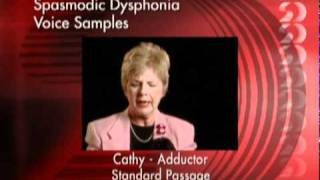 Spasmodic Dysphonia
Voice Samples
Cathy - Adductor
Standard Passage